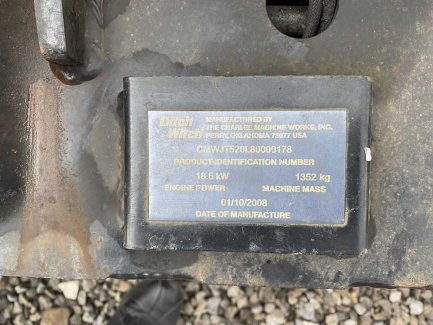 Ditch Witch
MANUFACTURED BY
THE CHARLES MACHINE WORKS, INC.
PERRY, OKLAHOMA 73077 USA
CMWJT520L80009178
PRODUCT IDENTIFICATION NUMBER
18.6 kW 1352 kg
ENGINE POWER MACHINE MASS
01/10/2008
DATE OF MANUFACTURE